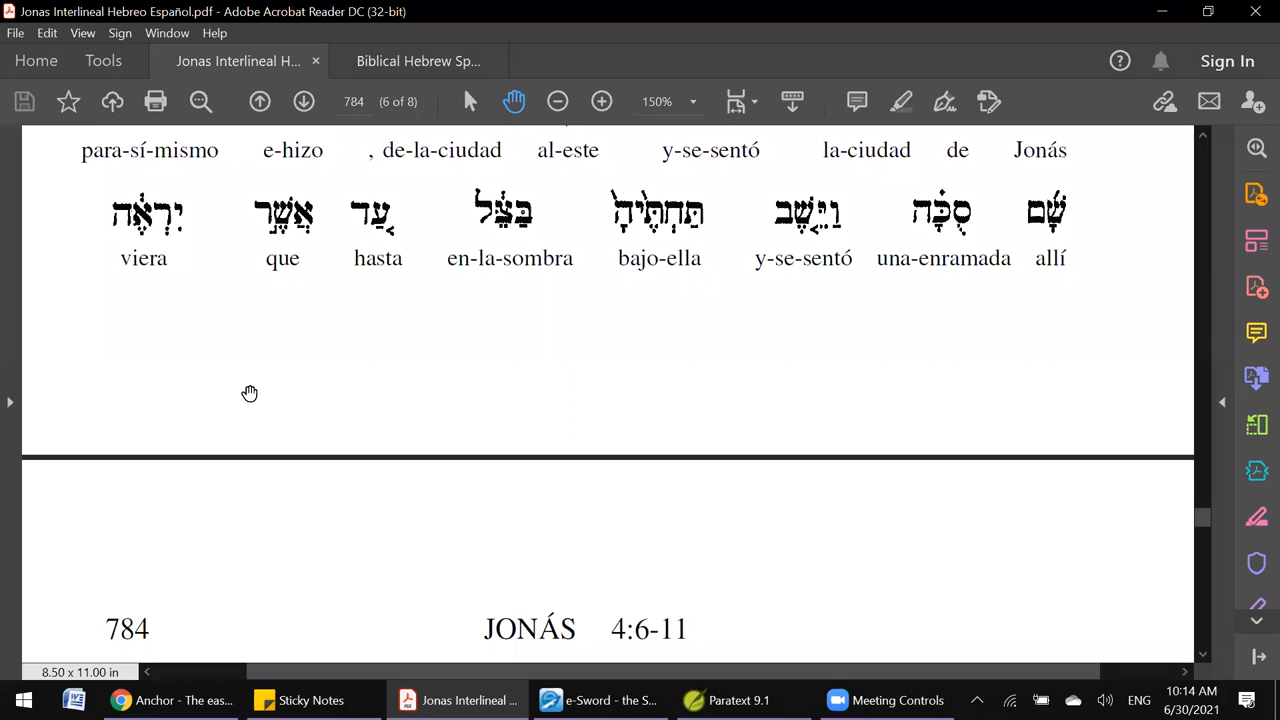 Jonas Interlineal Hebreo Español.pdf - Adobe Acrobat Reader DC (32-bit)
File Edit View Sign Window Help
Home Tools Jonas Interlineal H... × Biblical Hebrew Sp... Sign In
784 (6 of 8) 150%
para-sí-mismo e-hizo , de-la-ciudad al-este y-se-sentó la-ciudad de Jonás
שָׁ֜ם סֻכָּ֗ה וַיֵּ֤שֶׁב תַּחְתֶּ֙יהָ֙ בַּצֵּ֔ל עַ֚ד אֲשֶׁ֣ר יִרְאֶ֔ה
viera que hasta en-la-sombra bajo-ella y-se-sentó una-enramada allí
784 JONÁS 4:6-11
8.50 x 11.00 in
Anchor - The eas... Sticky Notes Jonas Interlineal ... e-Sword - the S... Paratext 9.1 Meeting Controls ENG 10:14 AM
6/30/2021